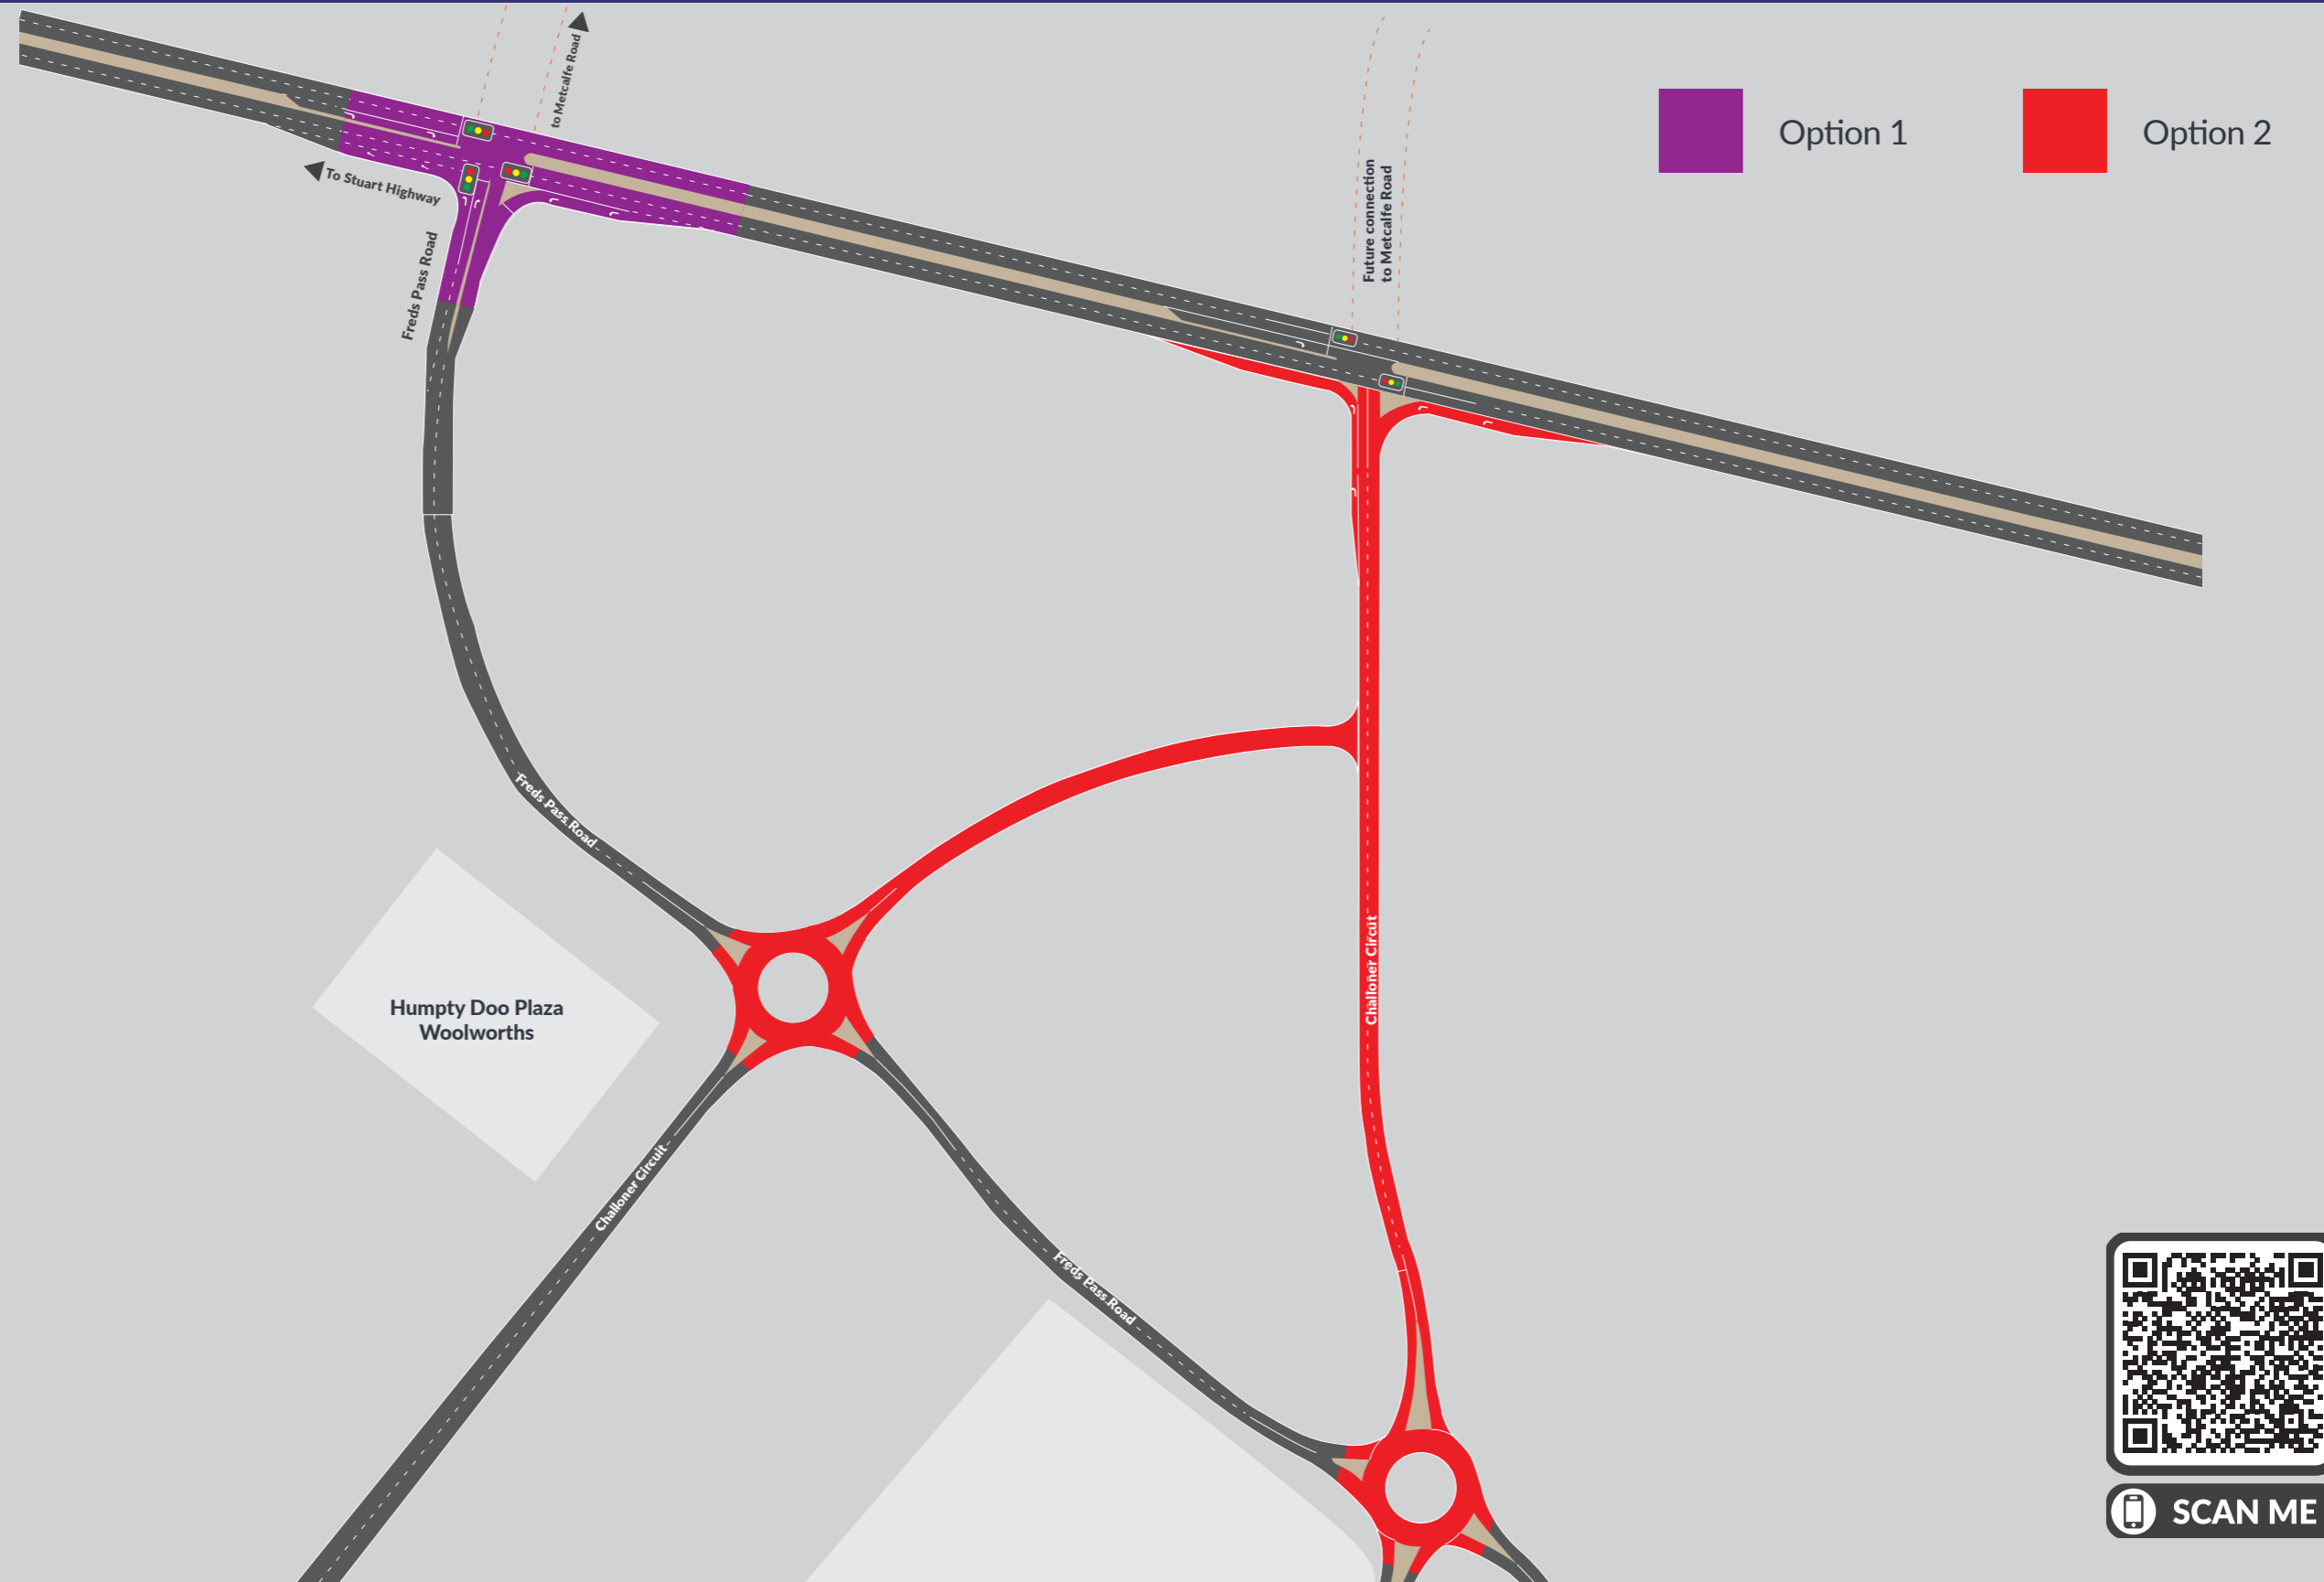 to Metcalfe Road
Option 1
Option 2
To Stuart Highway
Freds Pass Road
Future connection
to Metcalfe Road
Freds Pass Road
Challoner Circuit
Humpty Doo Plaza
Woolworths
Challoner Circuit
Freds Pass Road
SCAN ME